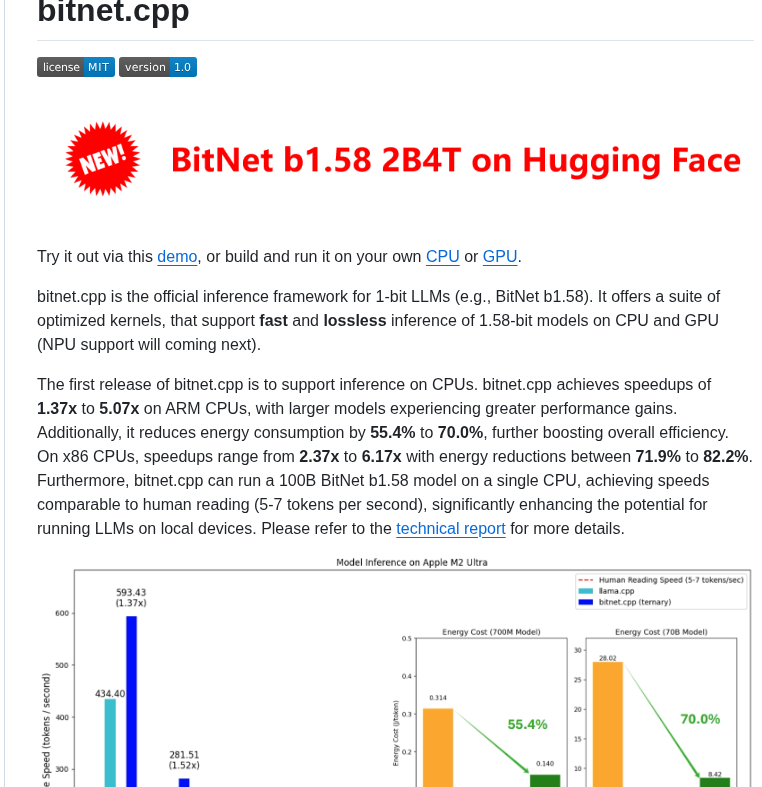 bitnet.cpp
license MIT version 1.0
NEW! BitNet b1.58 2B4T on Hugging Face
Try it out via this demo, or build and run it on your own CPU or GPU.
bitnet.cpp is the official inference framework for 1-bit LLMs (e.g., BitNet b1.58). It offers a suite of
optimized kernels, that support fast and lossless inference of 1.58-bit models on CPU and GPU
(NPU support will coming next).
The first release of bitnet.cpp is to support inference on CPUs. bitnet.cpp achieves speedups of
1.37x to 5.07x on ARM CPUs, with larger models experiencing greater performance gains.
Additionally, it reduces energy consumption by 55.4% to 70.0%, further boosting overall efficiency.
On x86 CPUs, speedups range from 2.37x to 6.17x with energy reductions between 71.9% to 82.2%.
Furthermore, bitnet.cpp can run a 100B BitNet b1.58 model on a single CPU, achieving speeds
comparable to human reading (5-7 tokens per second), significantly enhancing the potential for
running LLMs on local devices. Please refer to the technical report for more details.
Model Inference on Apple M2 Ultra
Human Reading Speed (5-7 tokens/sec)
llama.cpp
bitnet.cpp (ternary)
593.43
(1.37x)
434.40
281.51
(1.52x)
600
500
400
300
e Speed (tokens / second)
Energy Cost (700M Model)
0.5
0.4
0.3
0.2
Energy Cost (J/token)
0.314
55.4%
0.140
Energy Cost (70B Model)
30
25
20
15
10
28.02
70.0%
8.42